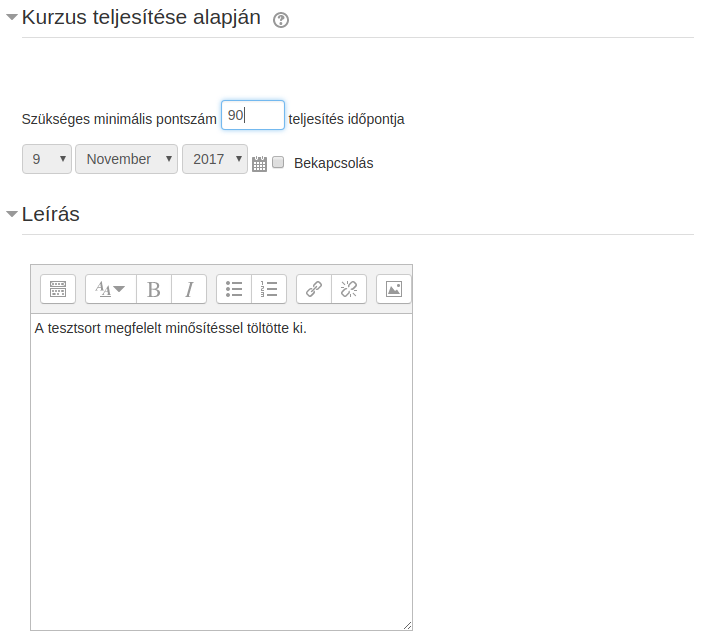 Kurzus teljesítése alapján
Szükséges minimális pontszám 90 teljesítés időpontja
9 November 2017 Bekapcsolás
Leírás
A tesztsort megfelelt minősítéssel töltötte ki.